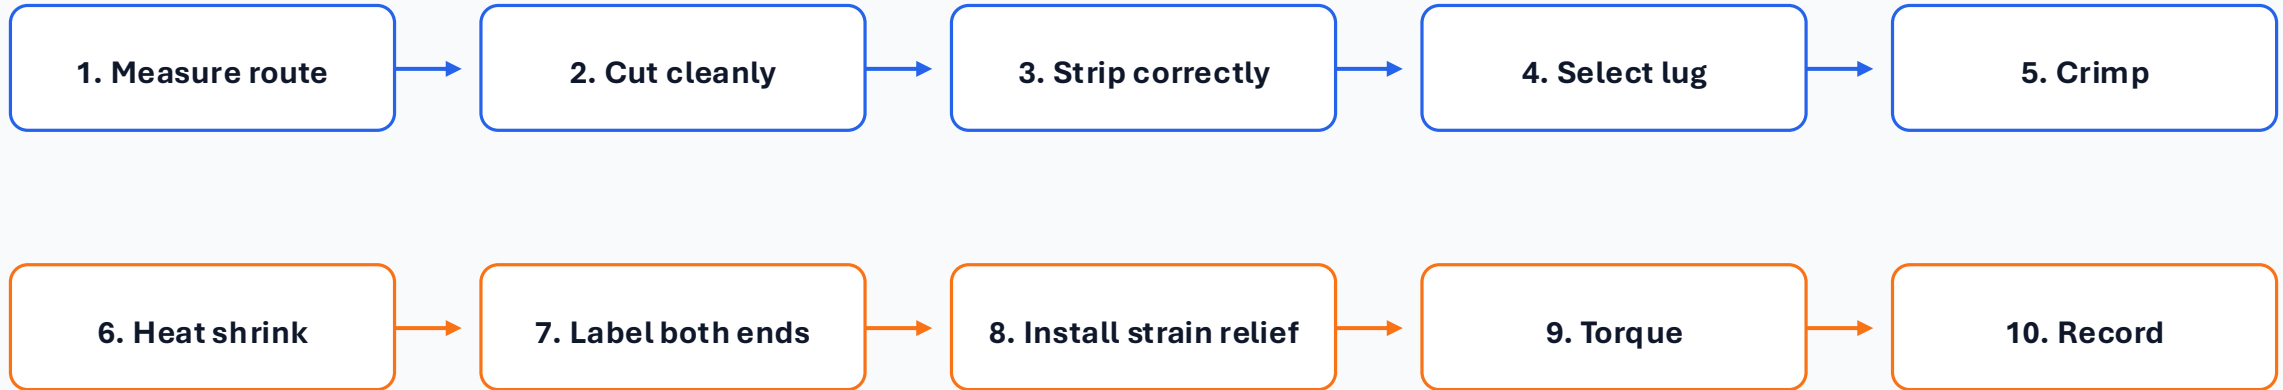 1. Measure route
2. Cut cleanly
3. Strip correctly
4. Select lug
5. Crimp
6. Heat shrink
7. Label both ends
8. Install strain relief
9. Torque
10. Record